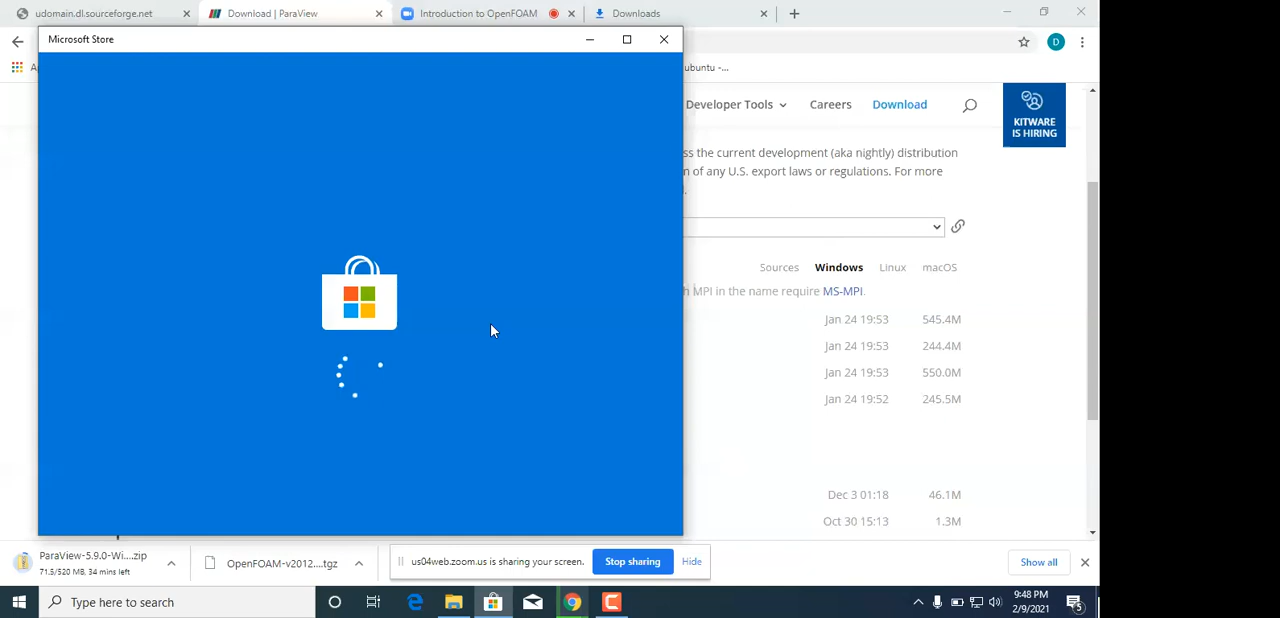 udomain.dl.sourceforge.net
Download | ParaView
Introduction to OpenFOAM
Downloads
Microsoft Store
D
ubuntu -...
Developer Tools
Careers
Download
KITWARE
IS HIRING
ss the current development (aka nightly) distribution
n of any U.S. export laws or regulations. For more
Sources
Windows
Linux
macOS
MPI in the name require MS-MPI.
Jan 24 19:53 545.4M
Jan 24 19:53 244.4M
Jan 24 19:53 550.0M
Jan 24 19:52 245.5M
Dec 3 01:18 46.1M
Oct 30 15:13 1.3M
ParaView-5.9.0-Wi....zip
71.5/520 MB, 34 mins left
OpenFOAM-v2012....tgz
us04web.zoom.us is sharing your screen.
Stop sharing
Hide
Show all
Type here to search
9:48 PM
2/9/2021
5